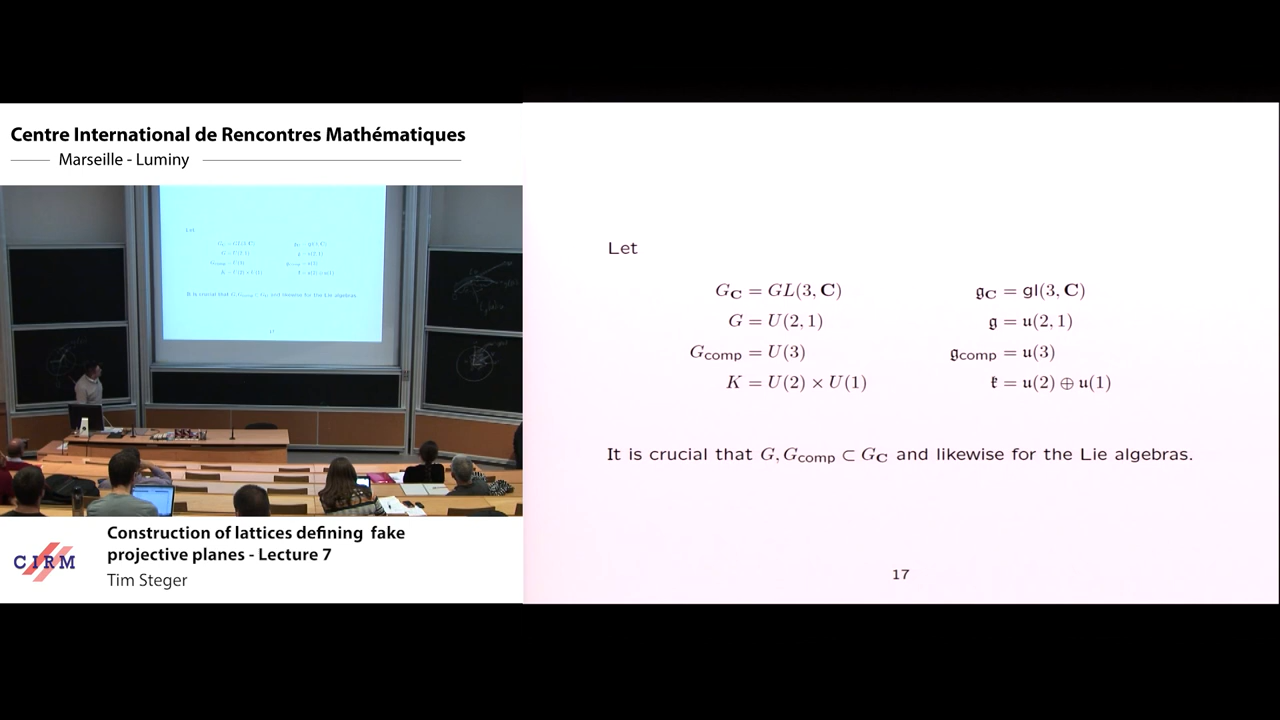 Centre International de Rencontres Mathématiques
Marseille - Luminy
Let
G_C = GL(3, C) 𝔤_C = gl(3, C)
G = U(2, 1) 𝔤 = 𝔲(2, 1)
G_comp = U(3) 𝔤_comp = 𝔲(3)
K = U(2) × U(1) 𝔨 = 𝔲(2) ⊕ 𝔲(1)
It is crucial that G, G_comp ⊂ G_C and likewise for the Lie algebras.
17
CIRM
Construction of lattices defining fake
projective planes - Lecture 7
Tim Steger